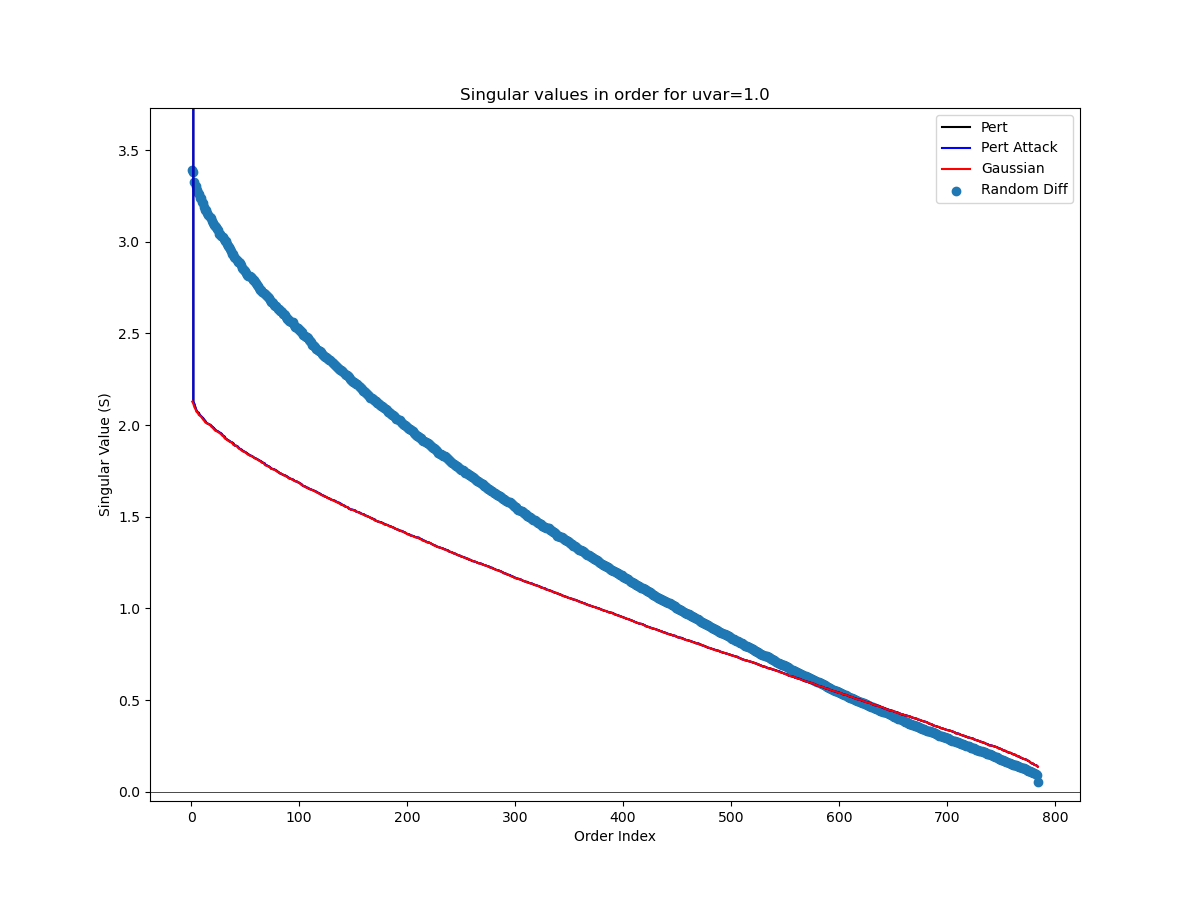 Singular values in order for uvar=1.0
Pert
Pert Attack
Gaussian
Random Diff
Singular Value (S)
3.5
3.0
2.5
2.0
1.5
1.0
0.5
0.0
0 100 200 300 400 500 600 700 800
Order Index